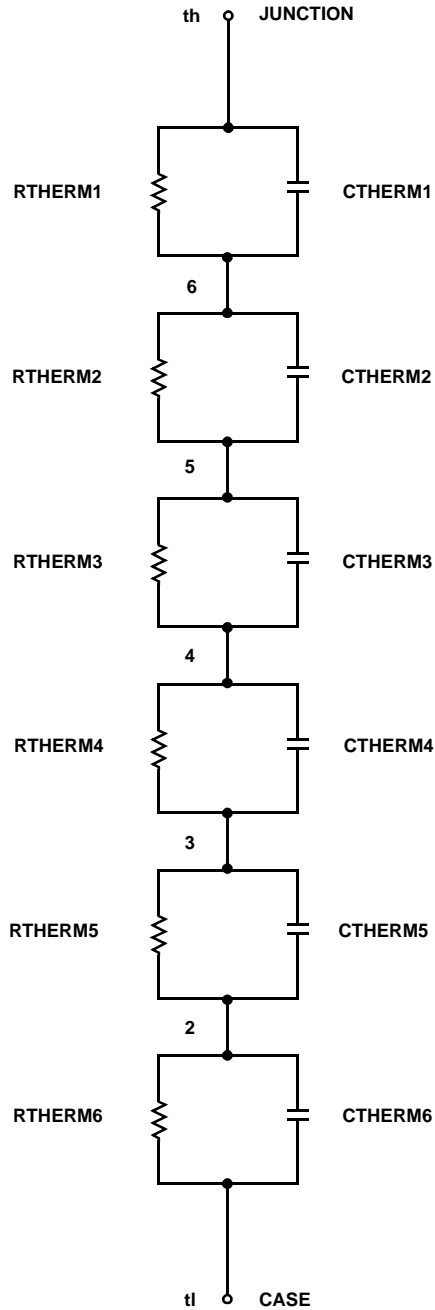 th JUNCTION
RTHERM1 CTHERM1
6
RTHERM2 CTHERM2
5
RTHERM3 CTHERM3
4
RTHERM4 CTHERM4
3
RTHERM5 CTHERM5
2
RTHERM6 CTHERM6
tl CASE